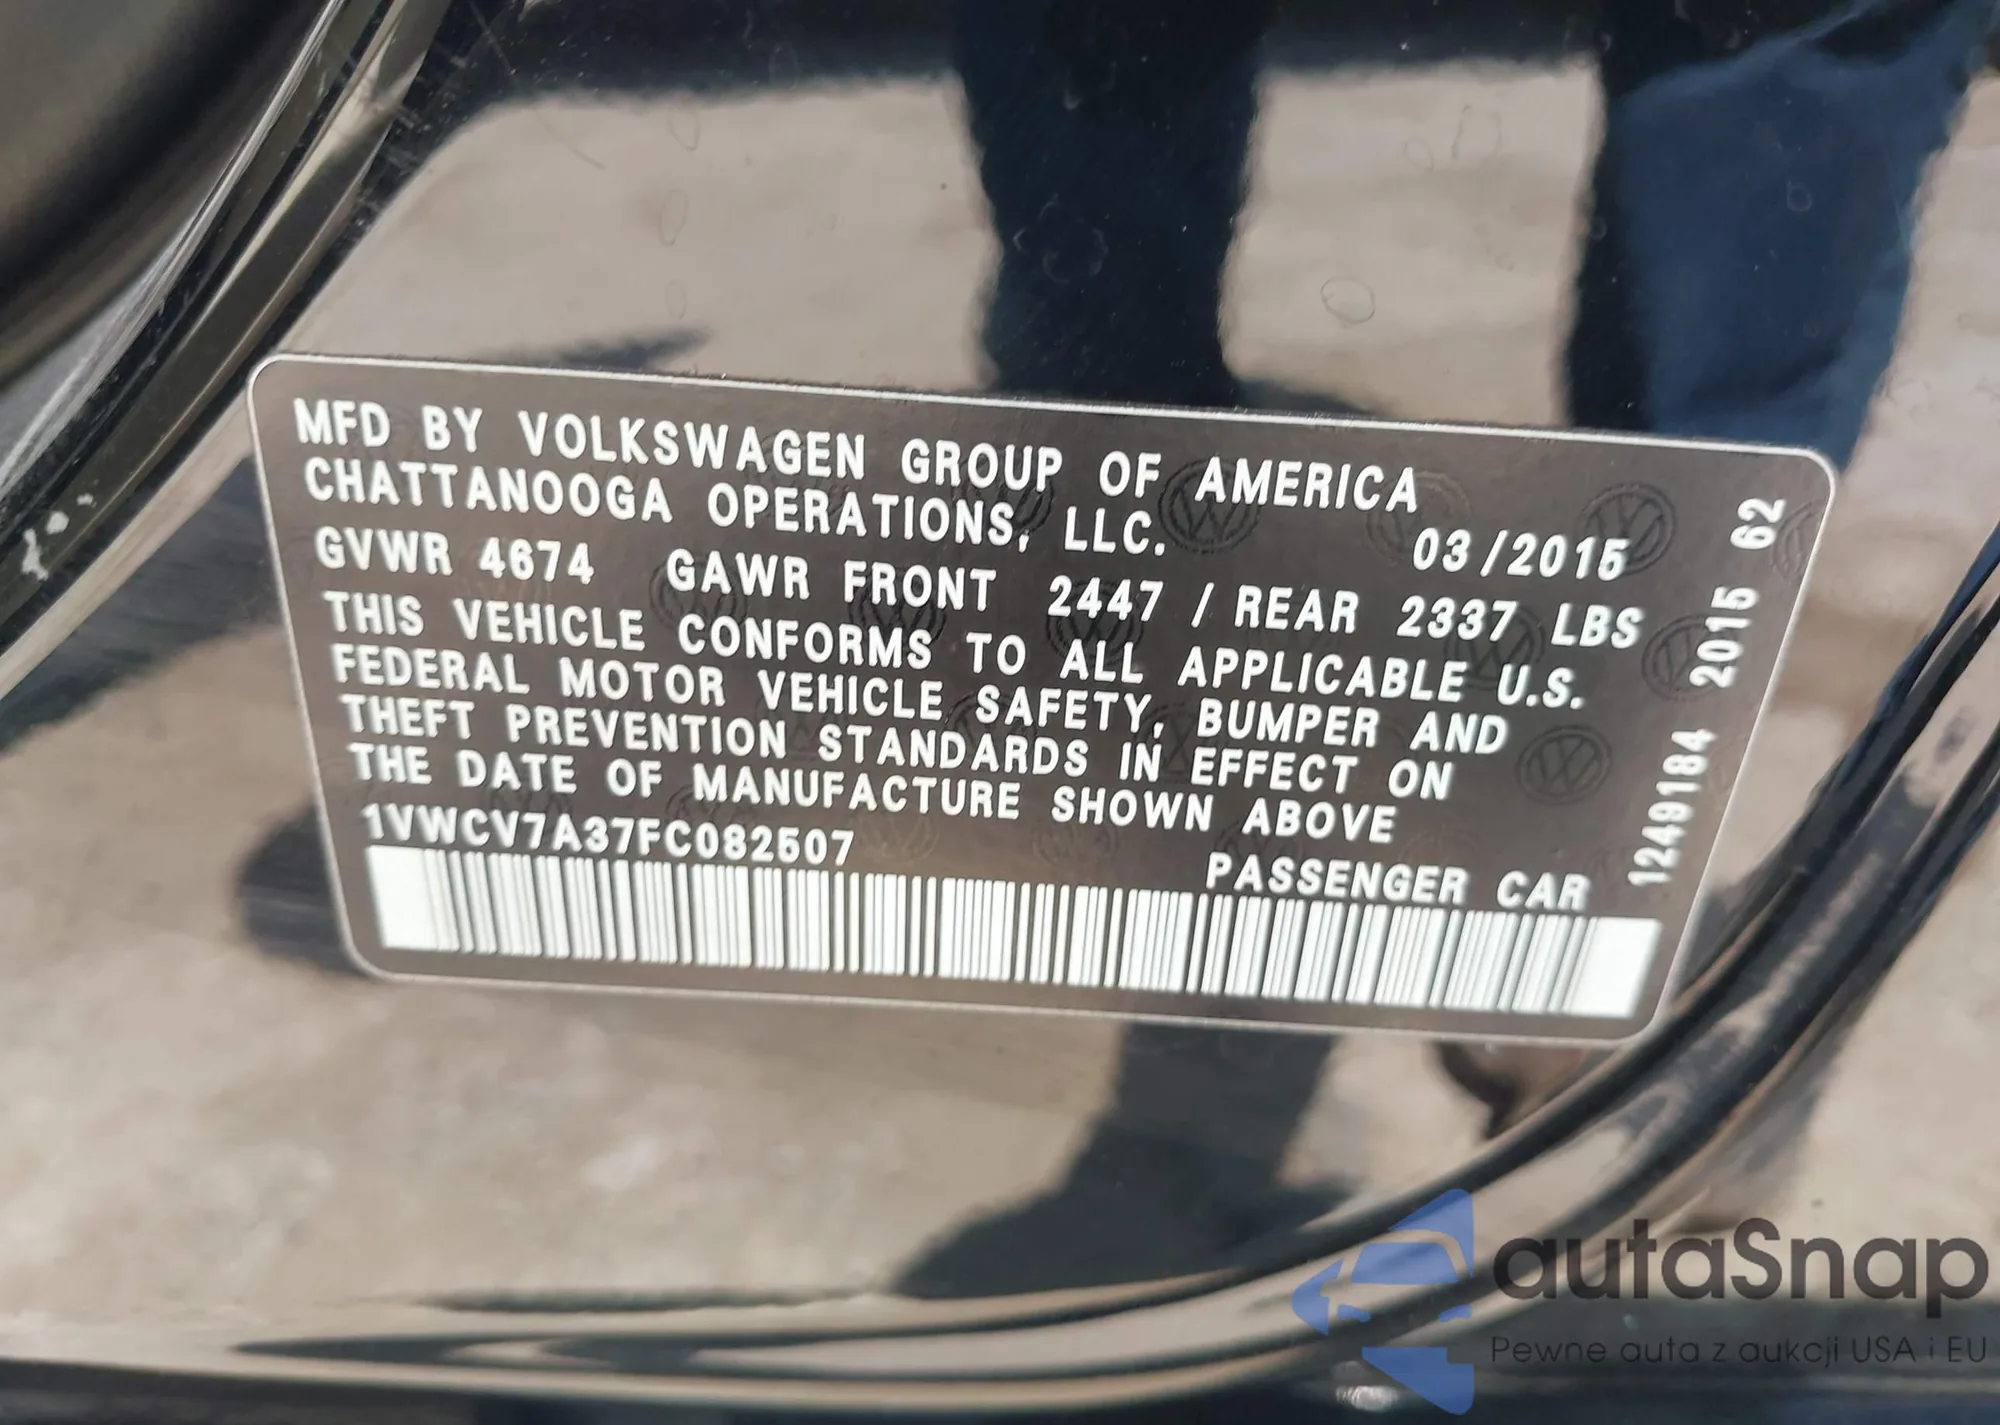 MFD BY VOLKSWAGEN GROUP OF AMERICA
CHATTANOOGA OPERATIONS, LLC.
03/2015
GVWR 4674 GAWR FRONT 2447 / REAR 2337 LBS
THIS VEHICLE CONFORMS TO ALL APPLICABLE U.S.
FEDERAL MOTOR VEHICLE SAFETY, BUMPER AND
THEFT PREVENTION STANDARDS IN EFFECT ON
THE DATE OF MANUFACTURE SHOWN ABOVE
1VWCV7A37FC082507
PASSENGER CAR
1249184 2015 62
autaSnap
Pewne auta z aukcji USA i EU